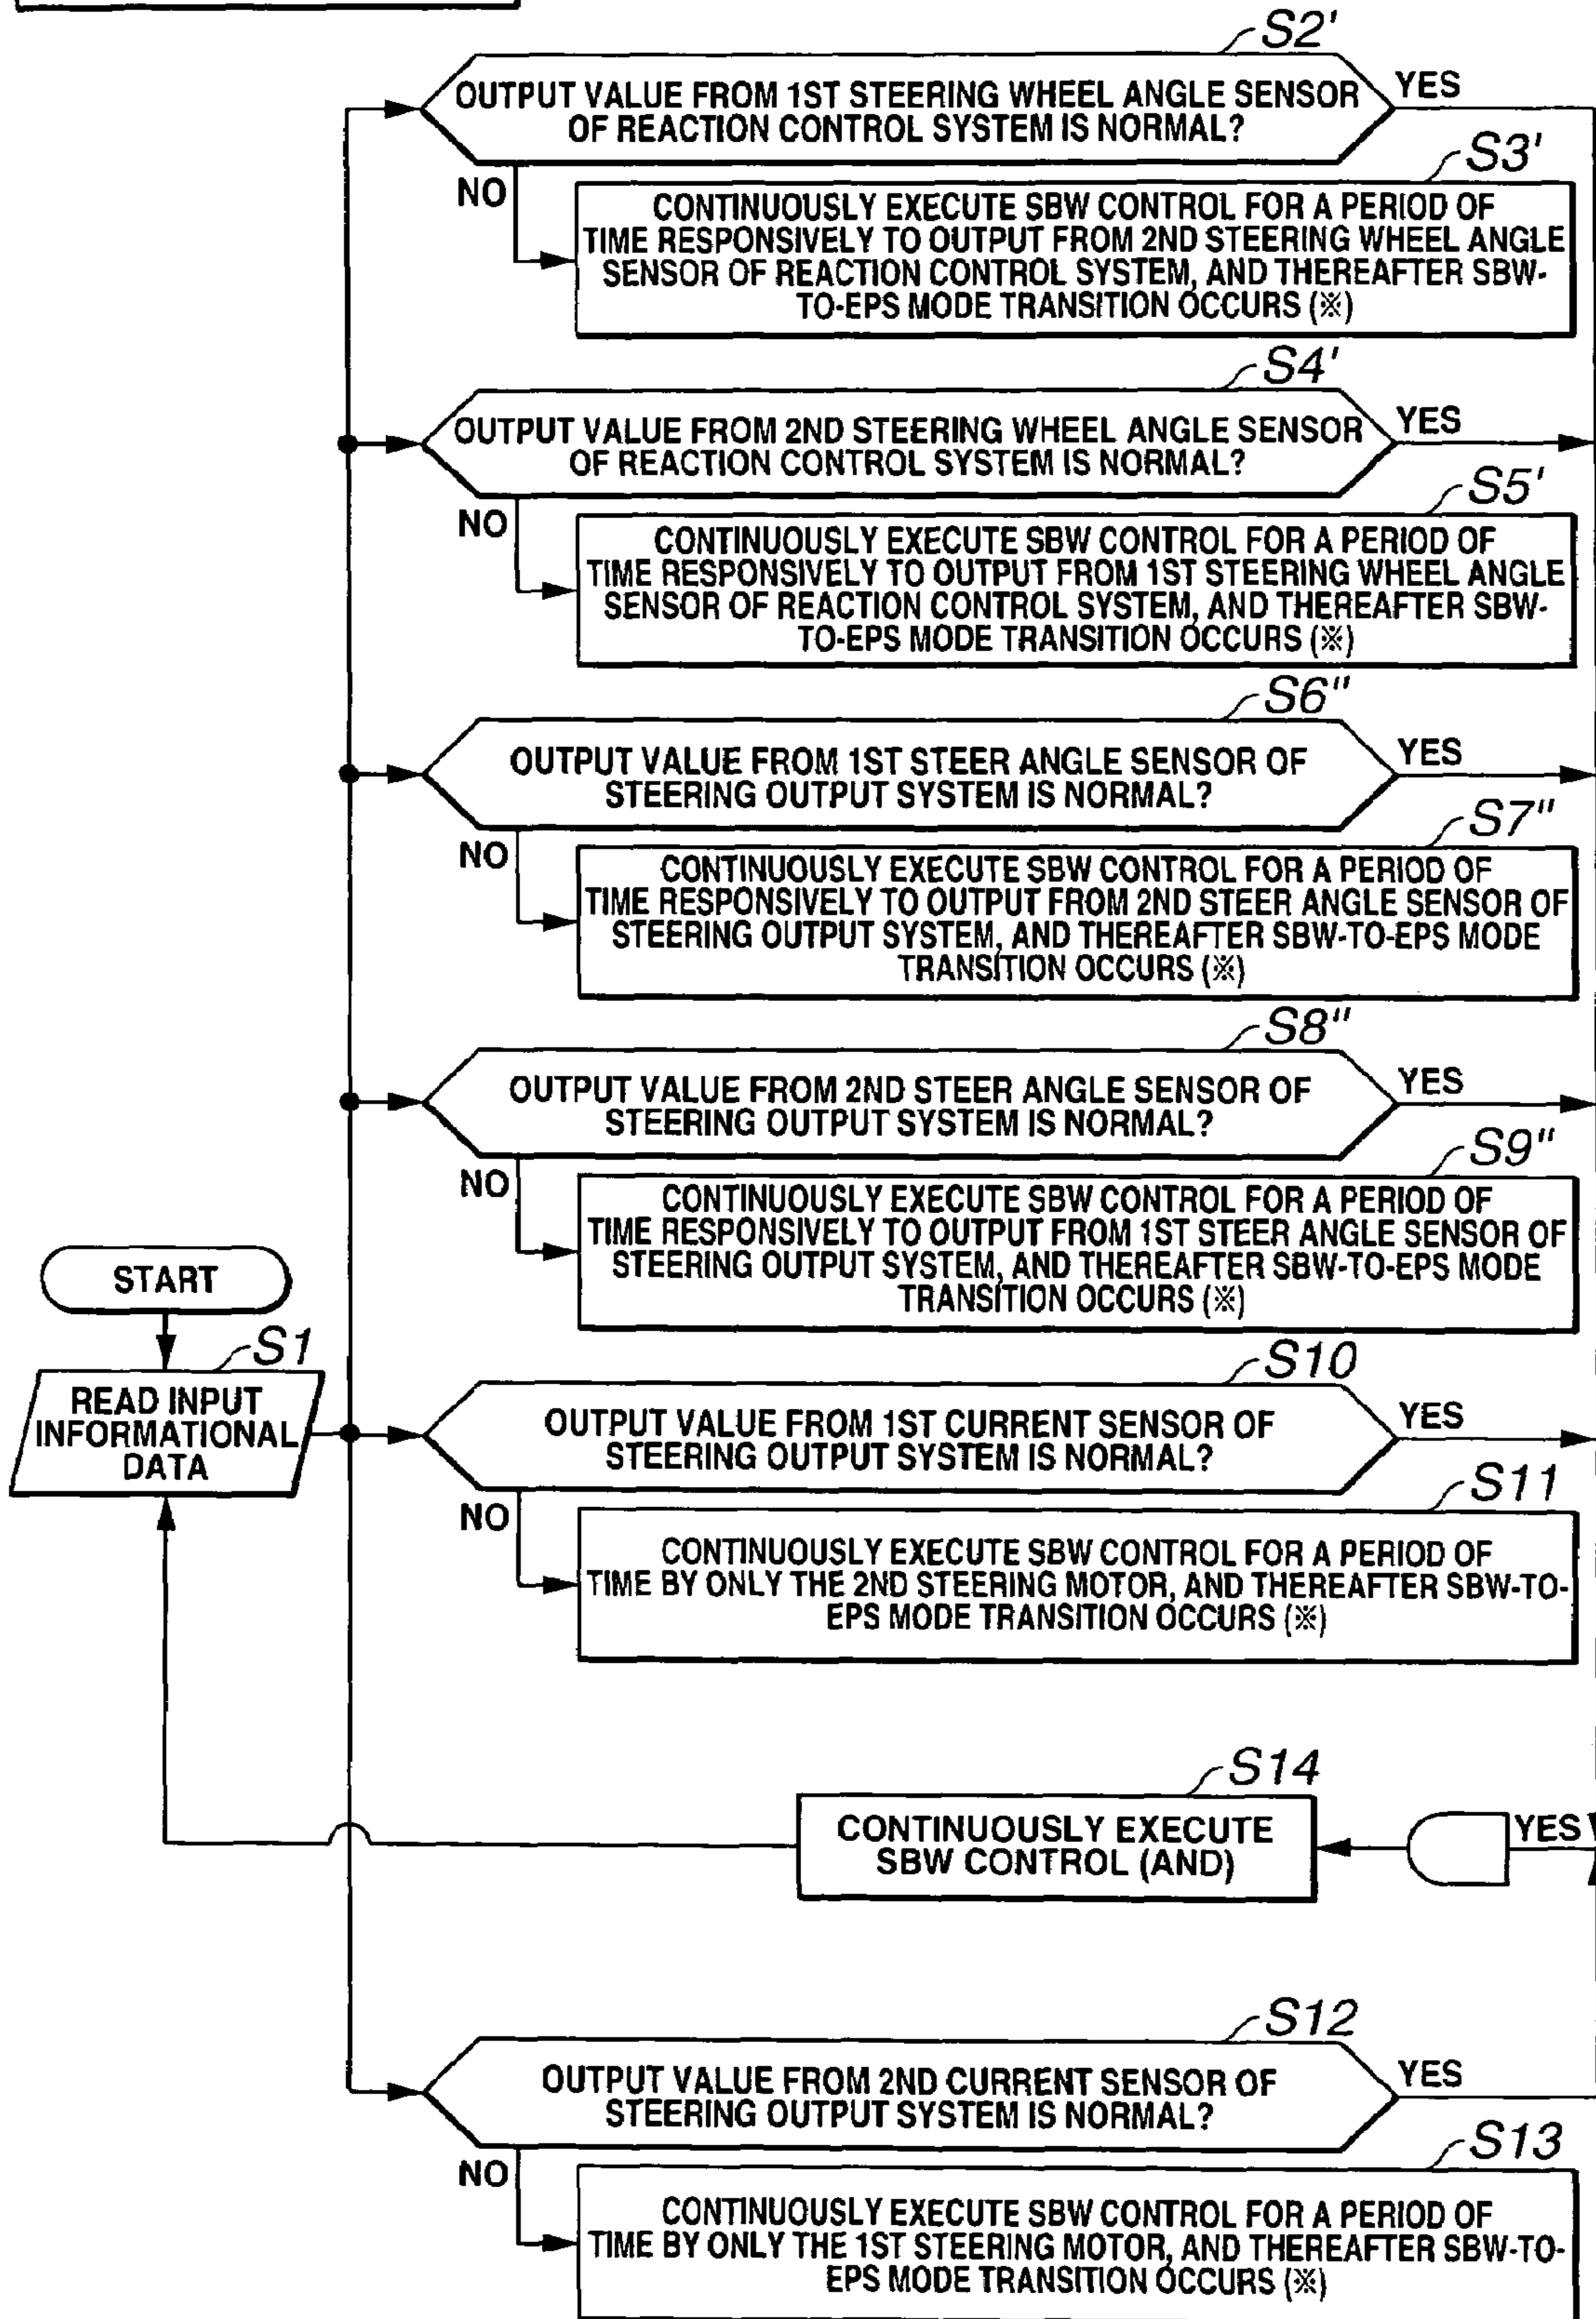 S2'
OUTPUT VALUE FROM 1ST STEERING WHEEL ANGLE SENSOR
OF REACTION CONTROL SYSTEM IS NORMAL?
YES
NO
S3'
CONTINUOUSLY EXECUTE SBW CONTROL FOR A PERIOD OF
TIME RESPONSIVELY TO OUTPUT FROM 2ND STEERING WHEEL ANGLE
SENSOR OF REACTION CONTROL SYSTEM, AND THEREAFTER SBW-
TO-EPS MODE TRANSITION OCCURS (※)
S4'
OUTPUT VALUE FROM 2ND STEERING WHEEL ANGLE SENSOR
OF REACTION CONTROL SYSTEM IS NORMAL?
YES
NO
S5'
CONTINUOUSLY EXECUTE SBW CONTROL FOR A PERIOD OF
TIME RESPONSIVELY TO OUTPUT FROM 1ST STEERING WHEEL ANGLE
SENSOR OF REACTION CONTROL SYSTEM, AND THEREAFTER SBW-
TO-EPS MODE TRANSITION OCCURS (※)
S6"
OUTPUT VALUE FROM 1ST STEER ANGLE SENSOR OF
STEERING OUTPUT SYSTEM IS NORMAL?
YES
NO
S7"
CONTINUOUSLY EXECUTE SBW CONTROL FOR A PERIOD OF
TIME RESPONSIVELY TO OUTPUT FROM 2ND STEER ANGLE SENSOR OF
STEERING OUTPUT SYSTEM, AND THEREAFTER SBW-TO-EPS MODE
TRANSITION OCCURS (※)
S8"
OUTPUT VALUE FROM 2ND STEER ANGLE SENSOR OF
STEERING OUTPUT SYSTEM IS NORMAL?
YES
NO
S9"
CONTINUOUSLY EXECUTE SBW CONTROL FOR A PERIOD OF
TIME RESPONSIVELY TO OUTPUT FROM 1ST STEER ANGLE SENSOR OF
STEERING OUTPUT SYSTEM, AND THEREAFTER SBW-TO-EPS MODE
TRANSITION OCCURS (※)
START
S1
READ INPUT
INFORMATIONAL
DATA
S10
OUTPUT VALUE FROM 1ST CURRENT SENSOR OF
STEERING OUTPUT SYSTEM IS NORMAL?
YES
NO
S11
CONTINUOUSLY EXECUTE SBW CONTROL FOR A PERIOD OF
TIME BY ONLY THE 2ND STEERING MOTOR, AND THEREAFTER SBW-TO-
EPS MODE TRANSITION OCCURS (※)
S14
CONTINUOUSLY EXECUTE
SBW CONTROL (AND)
YES
S12
OUTPUT VALUE FROM 2ND CURRENT SENSOR OF
STEERING OUTPUT SYSTEM IS NORMAL?
YES
NO
S13
CONTINUOUSLY EXECUTE SBW CONTROL FOR A PERIOD OF
TIME BY ONLY THE 1ST STEERING MOTOR, AND THEREAFTER SBW-TO-
EPS MODE TRANSITION OCCURS (※)